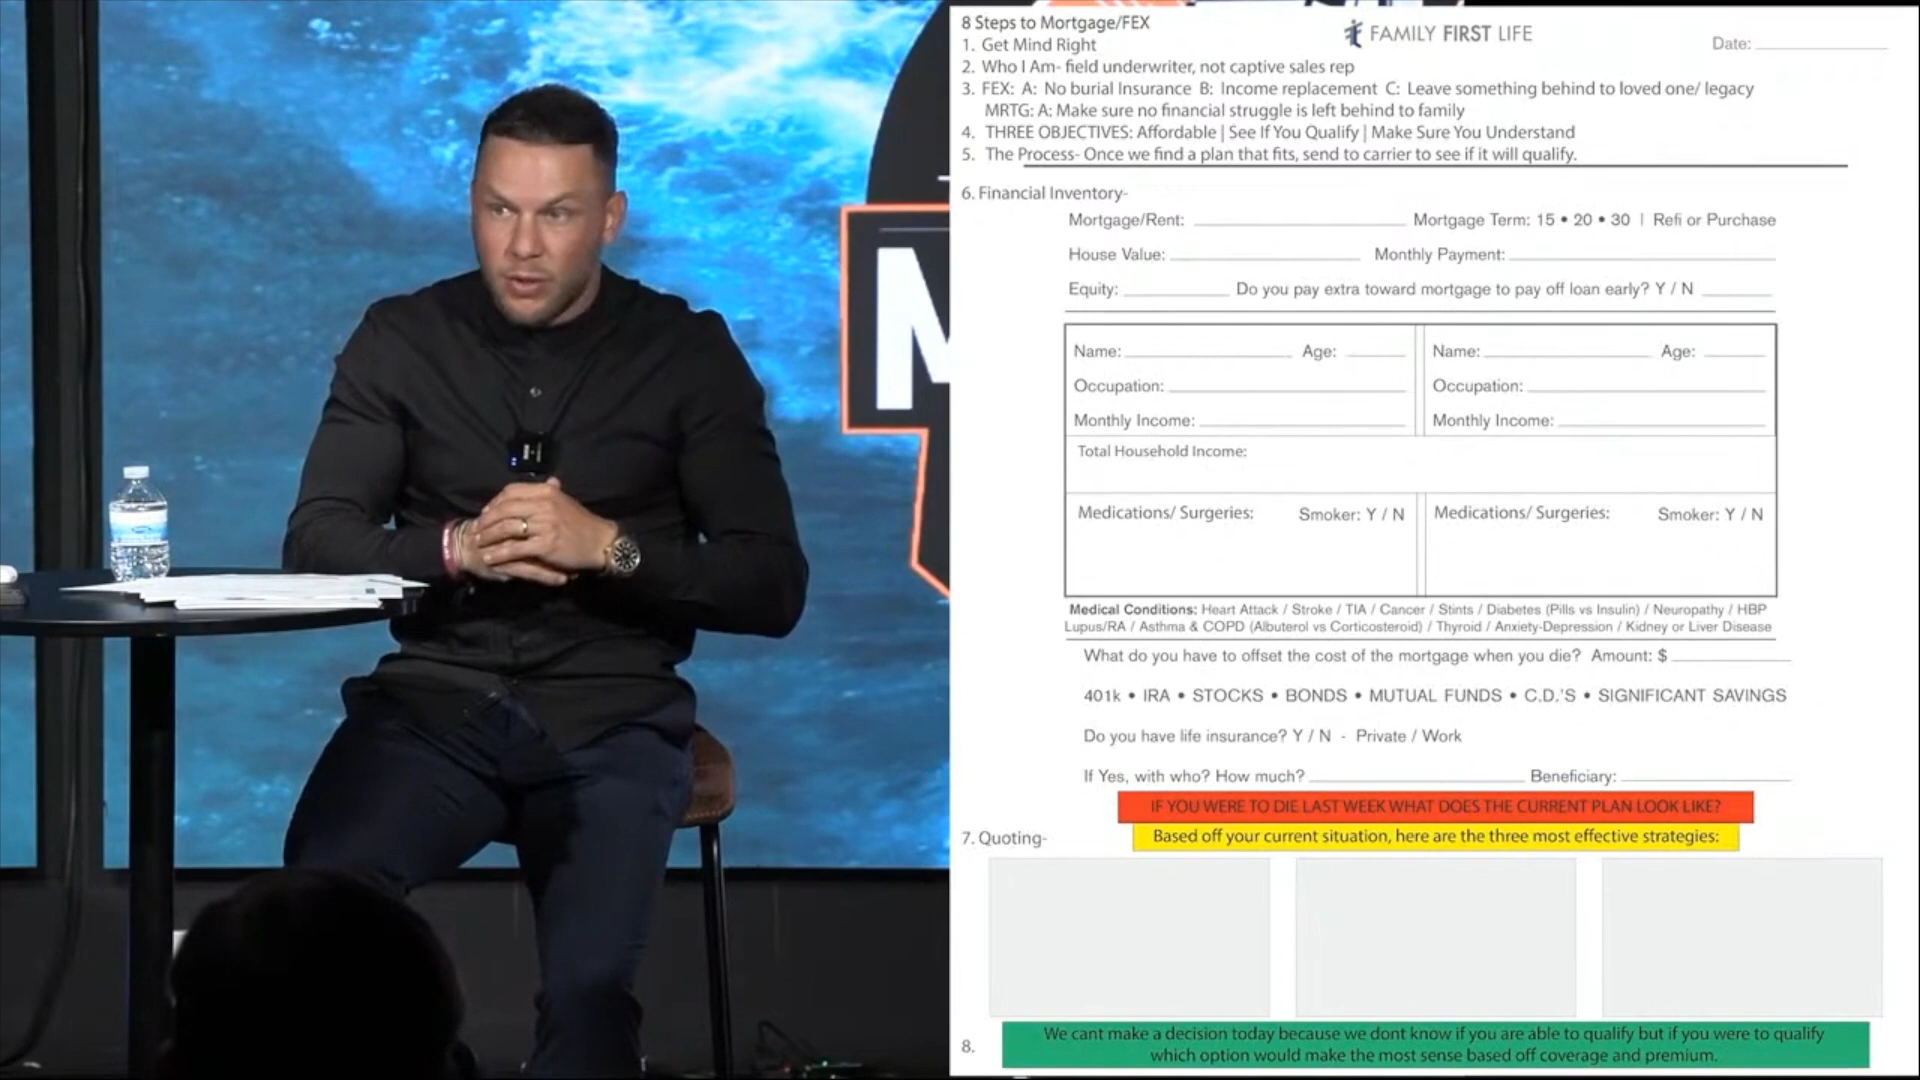 8 Steps to Mortgage/FEX
FAMILY FIRST LIFE
Date:
1. Get Mind Right
2. Who I Am- field underwriter, not captive sales rep
3. FEX: A: No burial Insurance B: Income replacement C: Leave something behind to loved one/ legacy
MRTG: A: Make sure no financial struggle is left behind to family
4. THREE OBJECTIVES: Affordable | See If You Qualify | Make Sure You Understand
5. The Process- Once we find a plan that fits, send to carrier to see if it will qualify.
6. Financial Inventory-
Mortgage/Rent: Mortgage Term: 15 • 20 • 30 | Refi or Purchase
House Value: Monthly Payment:
Equity: Do you pay extra toward mortgage to pay off loan early? Y / N
Name: Age: Name: Age:
Occupation: Occupation:
Monthly Income: Monthly Income:
Total Household Income:
Medications/ Surgeries: Smoker: Y / N Medications/ Surgeries: Smoker: Y / N
Medical Conditions: Heart Attack / Stroke / TIA / Cancer / Stints / Diabetes (Pills vs Insulin) / Neuropathy / HBP
Lupus/RA / Asthma & COPD (Albuterol vs Corticosteroid) / Thyroid / Anxiety-Depression / Kidney or Liver Disease
What do you have to offset the cost of the mortgage when you die? Amount: $
401k • IRA • STOCKS • BONDS • MUTUAL FUNDS • C.D.'S • SIGNIFICANT SAVINGS
Do you have life insurance? Y / N - Private / Work
If Yes, with who? How much? Beneficiary:
IF YOU WERE TO DIE LAST WEEK WHAT DOES THE CURRENT PLAN LOOK LIKE?
7. Quoting-
Based off your current situation, here are the three most effective strategies:
8.
We cant make a decision today because we dont know if you are able to qualify but if you were to qualify
which option would make the most sense based off coverage and premium.